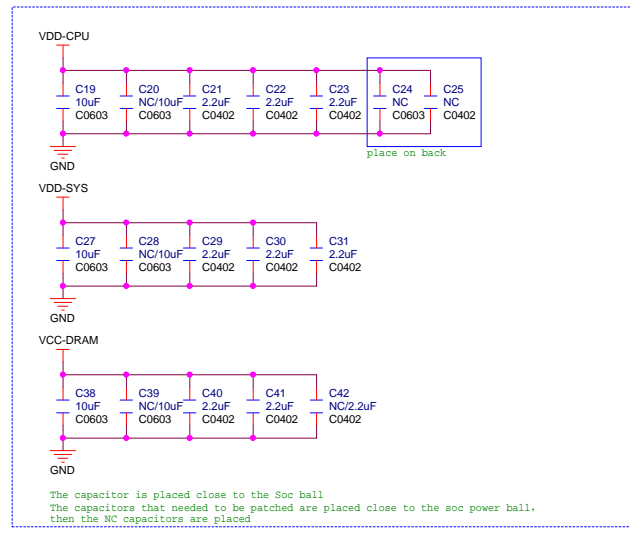 VDD-CPU
C19
10uF
C0603
C20
NC/10uF
C0603
C21
2.2uF
C0402
C22
2.2uF
C0402
C23
2.2uF
C0402
C24
NC
C0603
C25
NC
C0402
place on back
GND
VDD-SYS
C27
10uF
C0603
C28
NC/10uF
C0603
C29
2.2uF
C0402
C30
2.2uF
C0402
C31
2.2uF
C0402
GND
VCC-DRAM
C38
10uF
C0603
C39
NC/10uF
C0603
C40
2.2uF
C0402
C41
2.2uF
C0402
C42
NC/2.2uF
C0402
GND
The capacitor is placed close to the Soc ball
The capacitors that needed to be patched are placed close to the soc power ball,
then the NC capacitors are placed